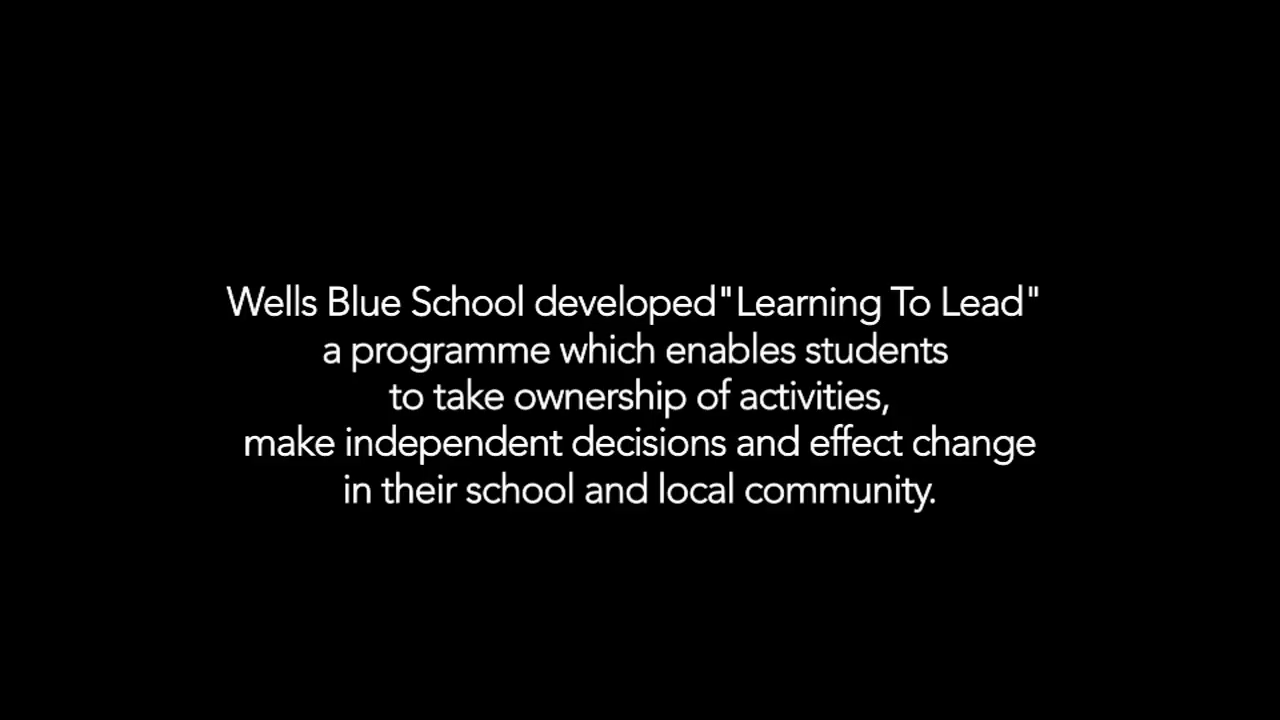 Wells Blue School developed"Learning To Lead"
a programme which enables students
to take ownership of activities,
make independent decisions and effect change
in their school and local community.